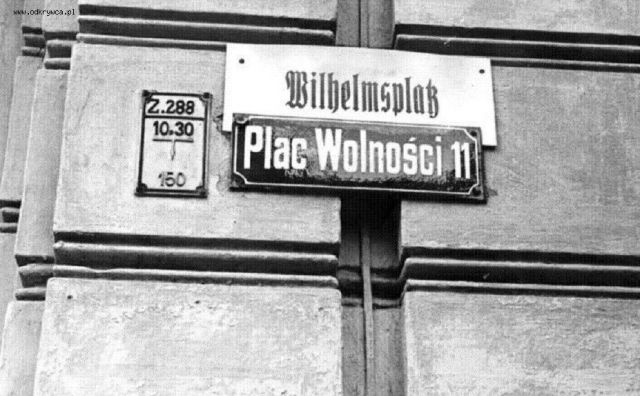 www.odkrywca.pl
Wilhelmsplatz
Z.288
10.30
150
Plac Wolności 11